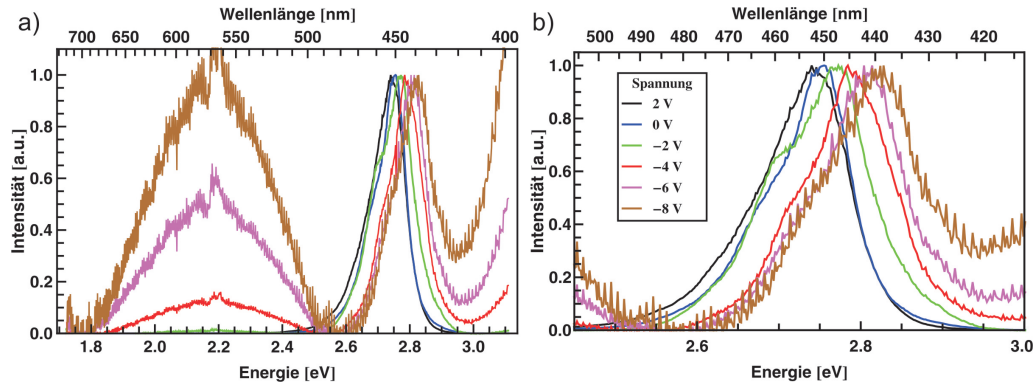 a)
Wellenlänge [nm]
700 650 600 550 500 450 400
Intensität [a.u.]
1.0
0.8
0.6
0.4
0.2
0.0
1.8 2.0 2.2 2.4 2.6 2.8 3.0
Energie [eV]
b)
Wellenlänge [nm]
500 490 480 470 460 450 440 430 420
Intensität [a.u.]
1.0
0.8
0.6
0.4
0.2
0.0
Spannung
2 V
0 V
−2 V
−4 V
−6 V
−8 V
2.6 2.8 3.0
Energie [eV]